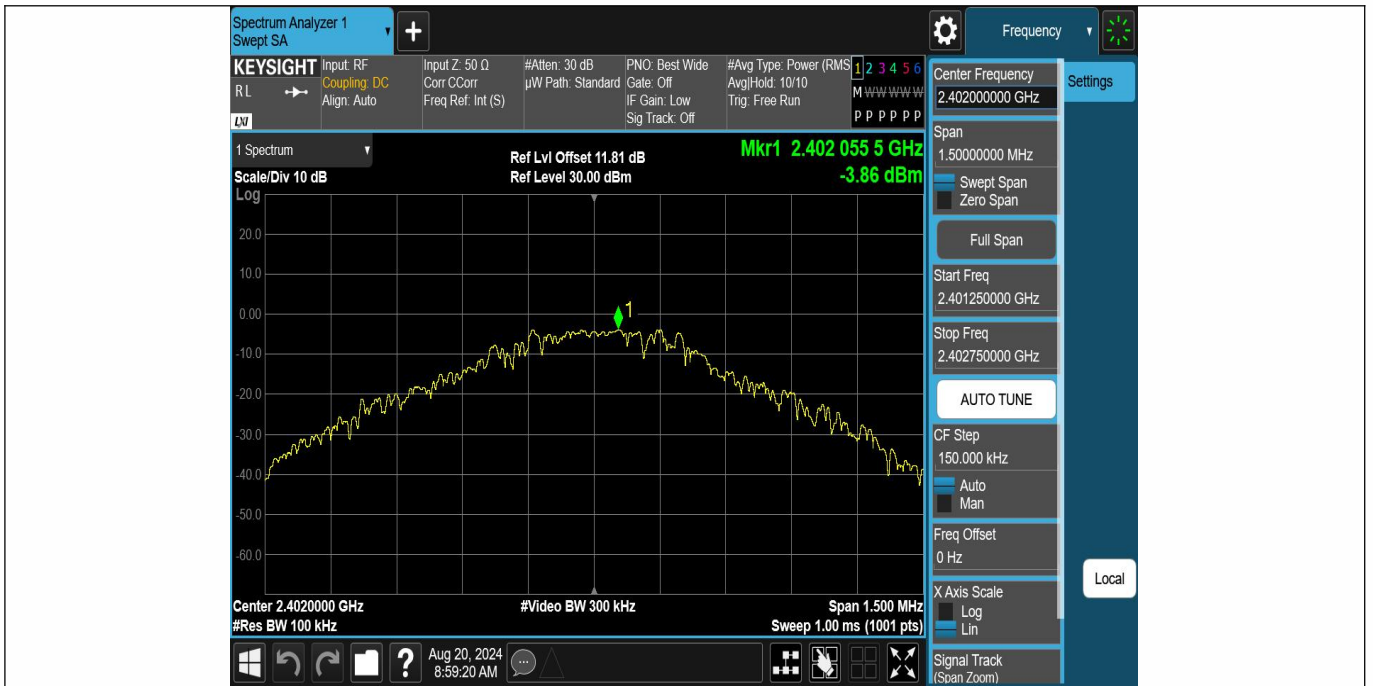 Spectrum Analyzer 1
Swept SA
+
Frequency
KEYSIGHT
RL
LXI
Input: RF
Coupling: DC
Align: Auto
Input Z: 50 Ω
Corr CCorr
Freq Ref: Int (S)
#Atten: 30 dB
µW Path: Standard
PNO: Best Wide
Gate: Off
IF Gain: Low
Sig Track: Off
#Avg Type: Power (RMS
Avg|Hold: 10/10
Trig: Free Run
1 2 3 4 5 6
M W W W W W
P P P P P P
1 Spectrum
Scale/Div 10 dB
Ref Lvl Offset 11.81 dB
Ref Level 30.00 dBm
Mkr1 2.402 055 5 GHz
-3.86 dBm
Log
20.0
10.0
0.00
-10.0
-20.0
-30.0
-40.0
-50.0
-60.0
1
Center 2.4020000 GHz
#Res BW 100 kHz
#Video BW 300 kHz
Span 1.500 MHz
Sweep 1.00 ms (1001 pts)
Center Frequency
2.402000000 GHz
Settings
Span
1.50000000 MHz
Swept Span
Zero Span
Full Span
Start Freq
2.401250000 GHz
Stop Freq
2.402750000 GHz
AUTO TUNE
CF Step
150.000 kHz
Auto
Man
Freq Offset
0 Hz
Local
X Axis Scale
Log
Lin
Signal Track
(Span Zoom)
?
Aug 20, 2024
8:59:20 AM